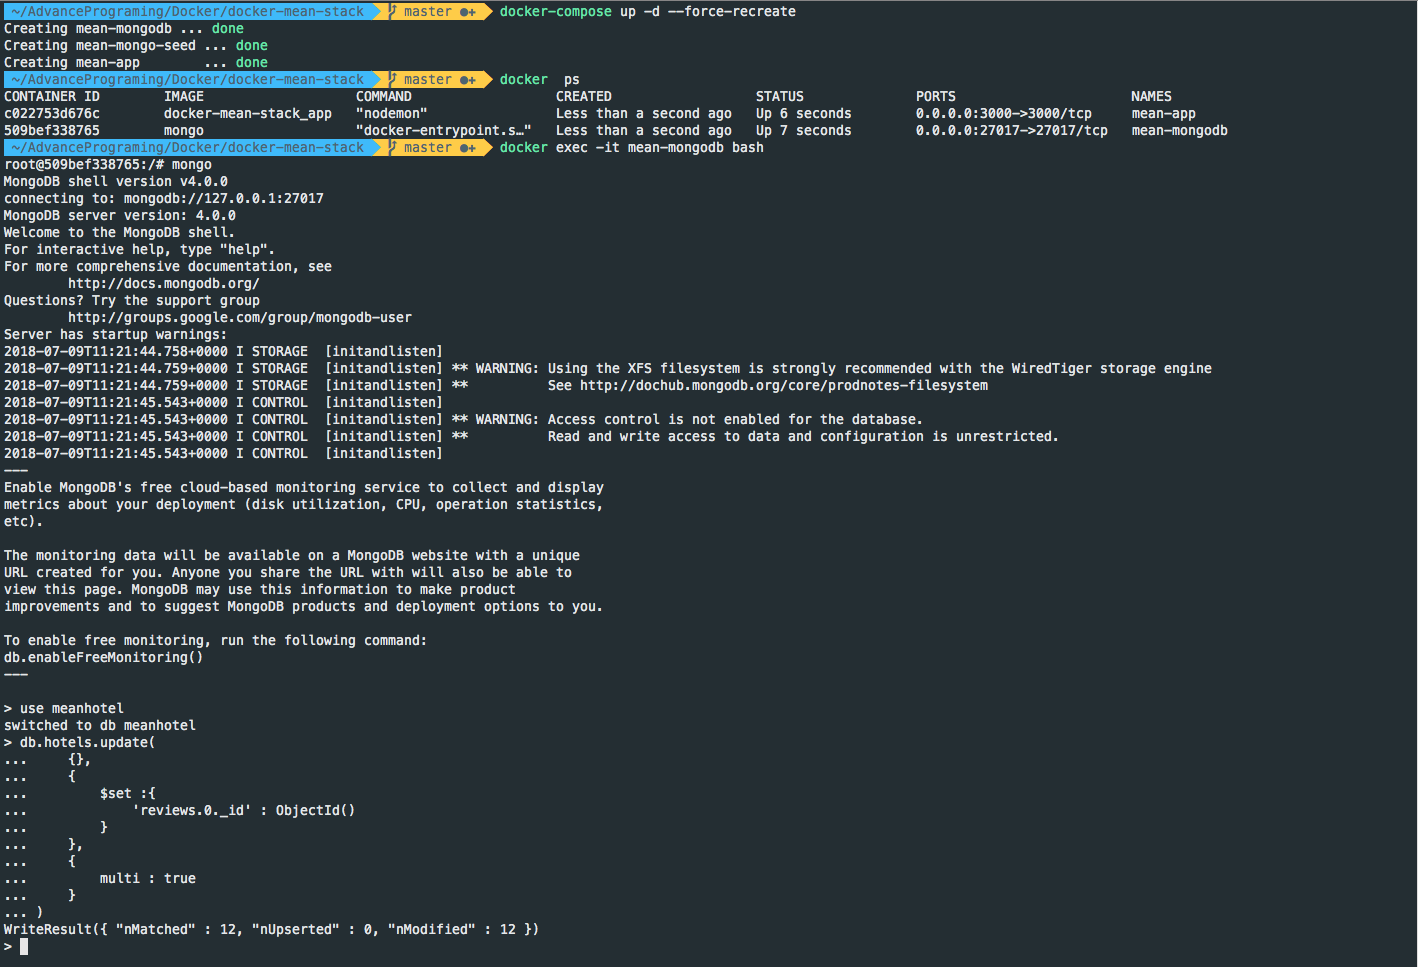 ~/AdvancePrograming/Docker/docker-mean-stack master ●+ docker-compose up -d --force-recreate
Creating mean-mongodb ... done
Creating mean-mongo-seed ... done
Creating mean-app        ... done
~/AdvancePrograming/Docker/docker-mean-stack master ●+ docker  ps
CONTAINER ID        IMAGE                   COMMAND                  CREATED                  STATUS              PORTS                      NAMES
c022753d676c        docker-mean-stack_app   "nodemon"                Less than a second ago   Up 6 seconds        0.0.0.0:3000->3000/tcp     mean-app
509bef338765        mongo                   "docker-entrypoint.s…"   Less than a second ago   Up 7 seconds        0.0.0.0:27017->27017/tcp   mean-mongodb
~/AdvancePrograming/Docker/docker-mean-stack master ●+ docker exec -it mean-mongodb bash
root@509bef338765:/# mongo
MongoDB shell version v4.0.0
connecting to: mongodb://127.0.0.1:27017
MongoDB server version: 4.0.0
Welcome to the MongoDB shell.
For interactive help, type "help".
For more comprehensive documentation, see
        http://docs.mongodb.org/
Questions? Try the support group
        http://groups.google.com/group/mongodb-user
Server has startup warnings:
2018-07-09T11:21:44.758+0000 I STORAGE  [initandlisten]
2018-07-09T11:21:44.759+0000 I STORAGE  [initandlisten] ** WARNING: Using the XFS filesystem is strongly recommended with the WiredTiger storage engine
2018-07-09T11:21:44.759+0000 I STORAGE  [initandlisten] **          See http://dochub.mongodb.org/core/prodnotes-filesystem
2018-07-09T11:21:45.543+0000 I CONTROL  [initandlisten]
2018-07-09T11:21:45.543+0000 I CONTROL  [initandlisten] ** WARNING: Access control is not enabled for the database.
2018-07-09T11:21:45.543+0000 I CONTROL  [initandlisten] **          Read and write access to data and configuration is unrestricted.
2018-07-09T11:21:45.543+0000 I CONTROL  [initandlisten]
---
Enable MongoDB's free cloud-based monitoring service to collect and display
metrics about your deployment (disk utilization, CPU, operation statistics,
etc).
The monitoring data will be available on a MongoDB website with a unique
URL created for you. Anyone you share the URL with will also be able to
view this page. MongoDB may use this information to make product
improvements and to suggest MongoDB products and deployment options to you.
To enable free monitoring, run the following command:
db.enableFreeMonitoring()
---
> use meanhotel
switched to db meanhotel
> db.hotels.update(
...     {},
...     {
...         $set :{
...             'reviews.0._id' : ObjectId()
...         }
...     },
...     {
...         multi : true
...     }
... )
WriteResult({ "nMatched" : 12, "nUpserted" : 0, "nModified" : 12 })
>